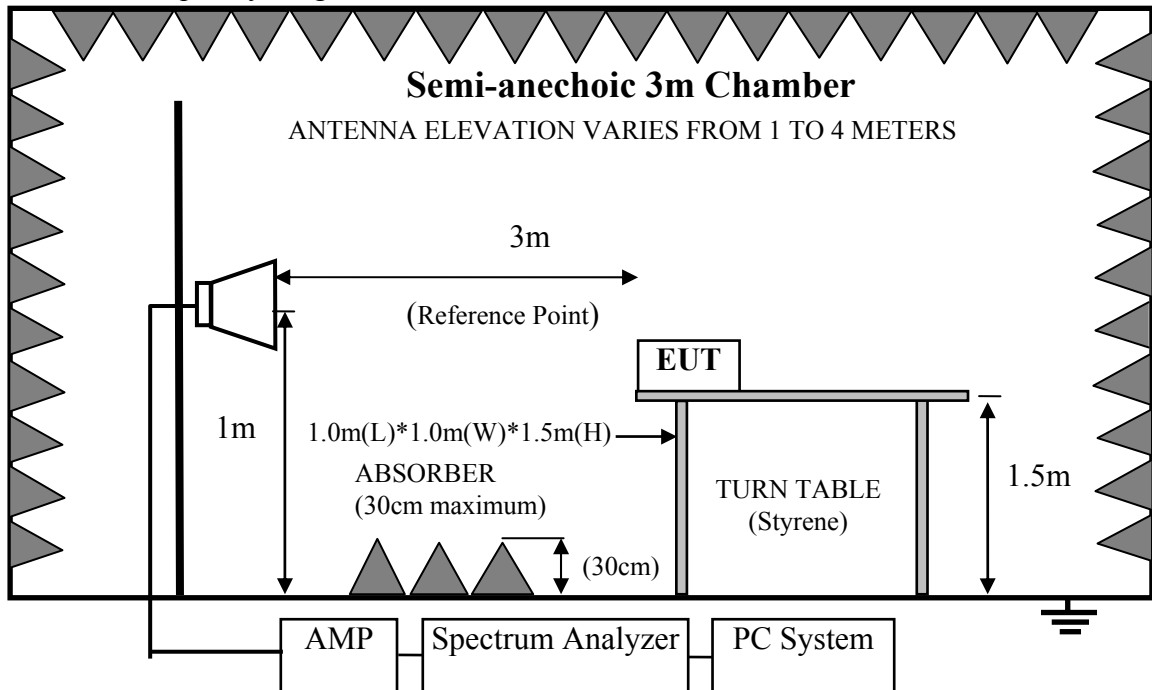 Semi-anechoic 3m Chamber
ANTENNA ELEVATION VARIES FROM 1 TO 4 METERS
3m
(Reference Point)
EUT
1m
1.0m(L)*1.0m(W)*1.5m(H)
ABSORBER
(30cm maximum)
TURN TABLE
(Styrene)
1.5m
(30cm)
AMP
Spectrum Analyzer
PC System